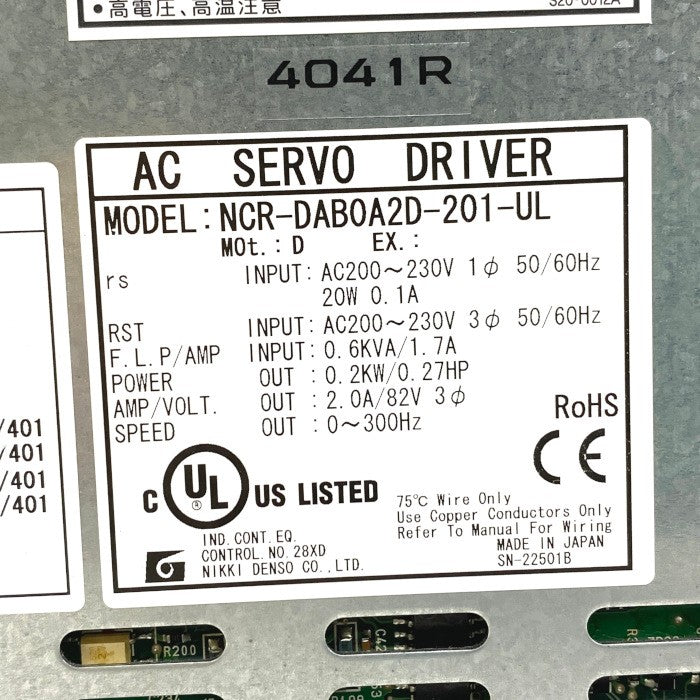 ●高電圧、高温注意
S20-0012A
4041R
AC SERVO DRIVER
MODEL: NCR-DAB0A2D-201-UL
MOt.: D EX.:
rs INPUT: AC200～230V 1φ 50/60Hz
20W 0.1A
RST INPUT: AC200～230V 3φ 50/60Hz
F.L.P/AMP INPUT: 0.6KVA/1.7A
POWER OUT : 0.2KW/0.27HP
AMP/VOLT. OUT : 2.0A/82V 3φ
SPEED OUT : 0～300Hz
RoHS
/401
/401
/401
/401
C UL ® US LISTED
CE
75℃ Wire Only
Use Copper Conductors Only
Refer To Manual For Wiring
MADE IN JAPAN
SN-22501B
IND. CONT. EQ.
CONTROL. NO. 28XD
NIKKI DENSO CO., LTD.
R200